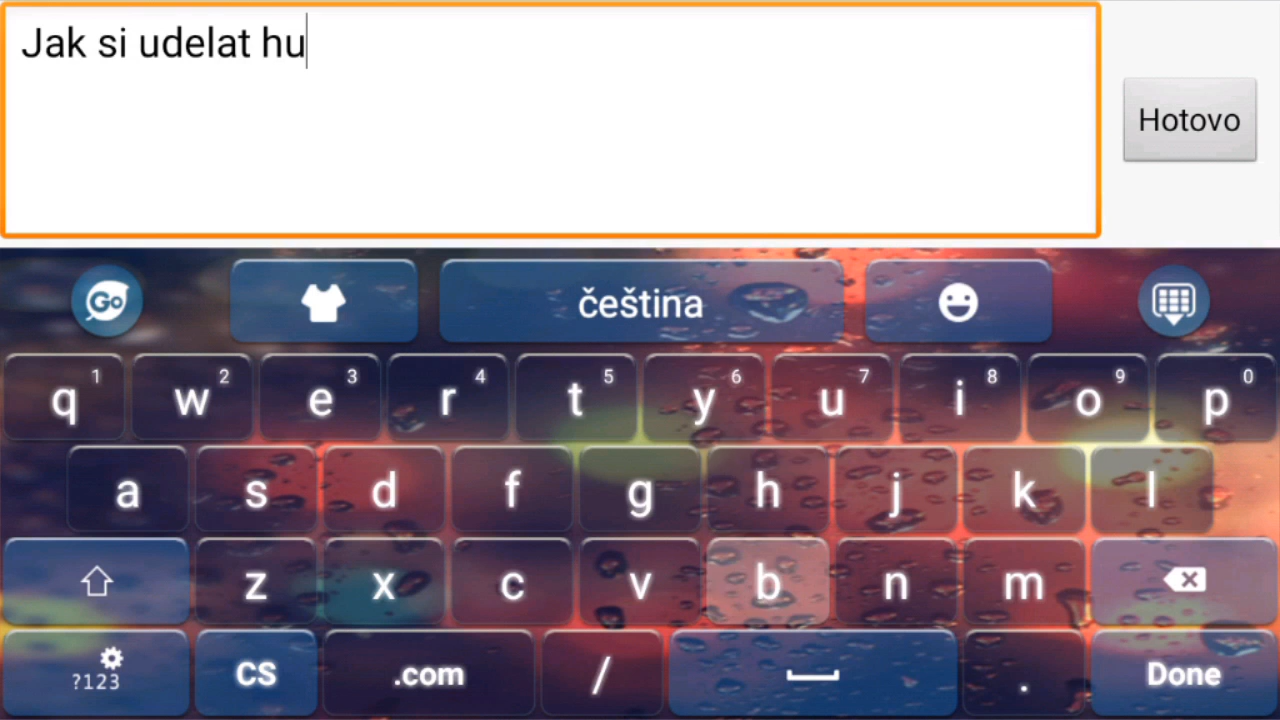 Jak si udelat hu
Hotovo
GO
čeština
q 1 w 2 e 3 r 4 t 5 y 6 u 7 i 8 o 9 p 0
a s d f g h j k l
z x c v b n m
?123 CS .com / . Done